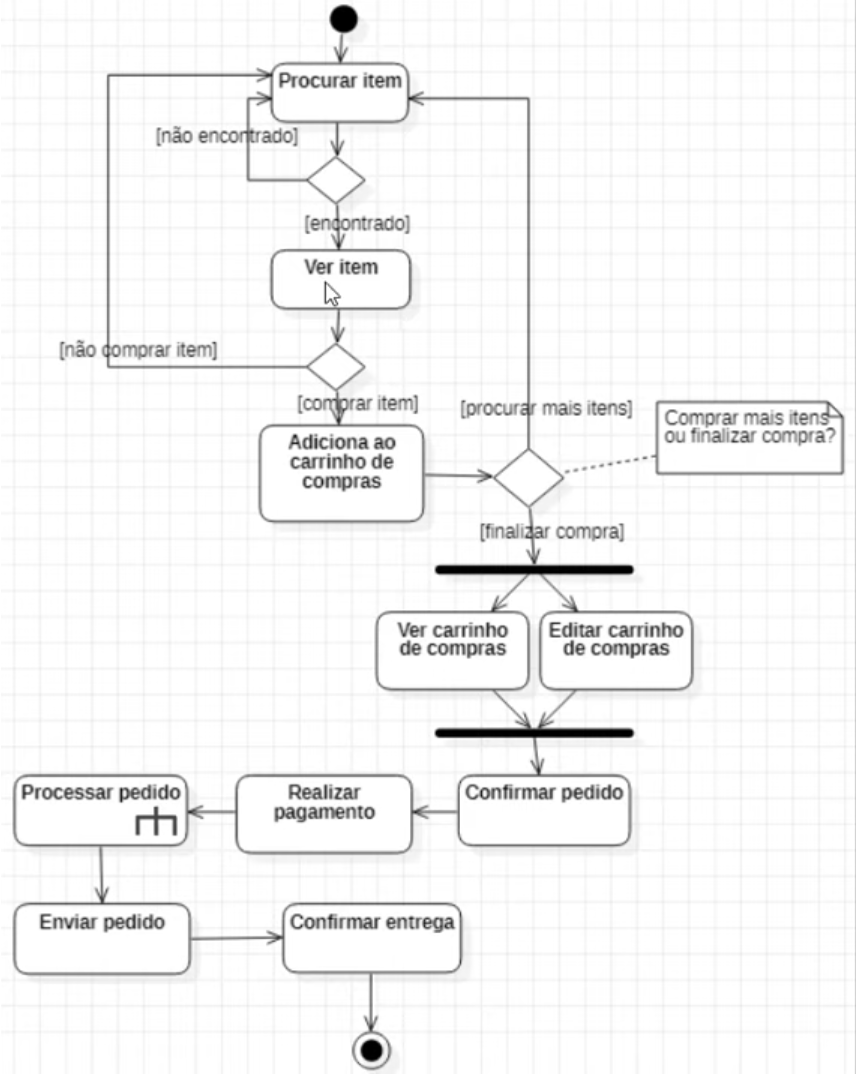 Procurar item
[não encontrado]
[encontrado]
Ver item
[não comprar item]
[comprar item]
[procurar mais itens]
Comprar mais itens
ou finalizar compra?
Adiciona ao
carrinho de
compras
[finalizar compra]
Ver carrinho
de compras
Editar carrinho
de compras
Processar pedido
Realizar
pagamento
Confirmar pedido
Enviar pedido
Confirmar entrega